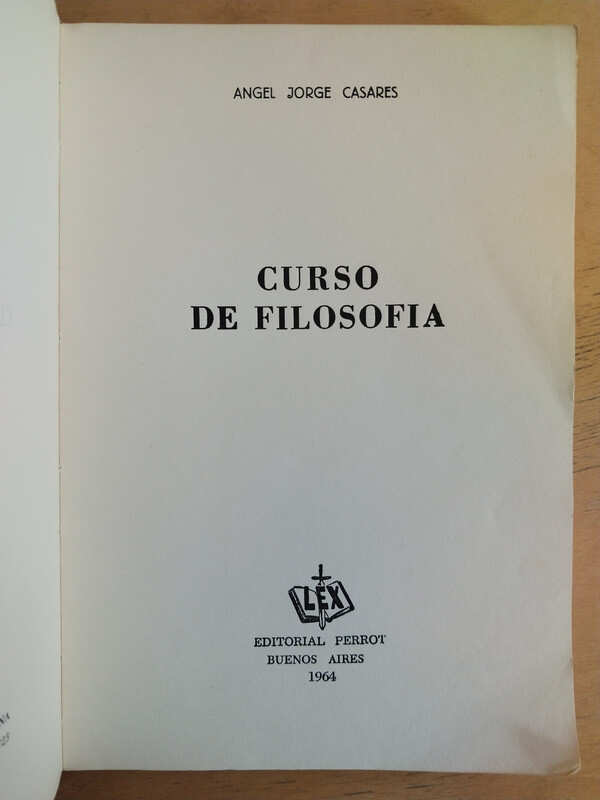 ANGEL JORGE CASARES
CURSO
DE FILOSOFIA
LEX
EDITORIAL PERROT
BUENOS AIRES
1964